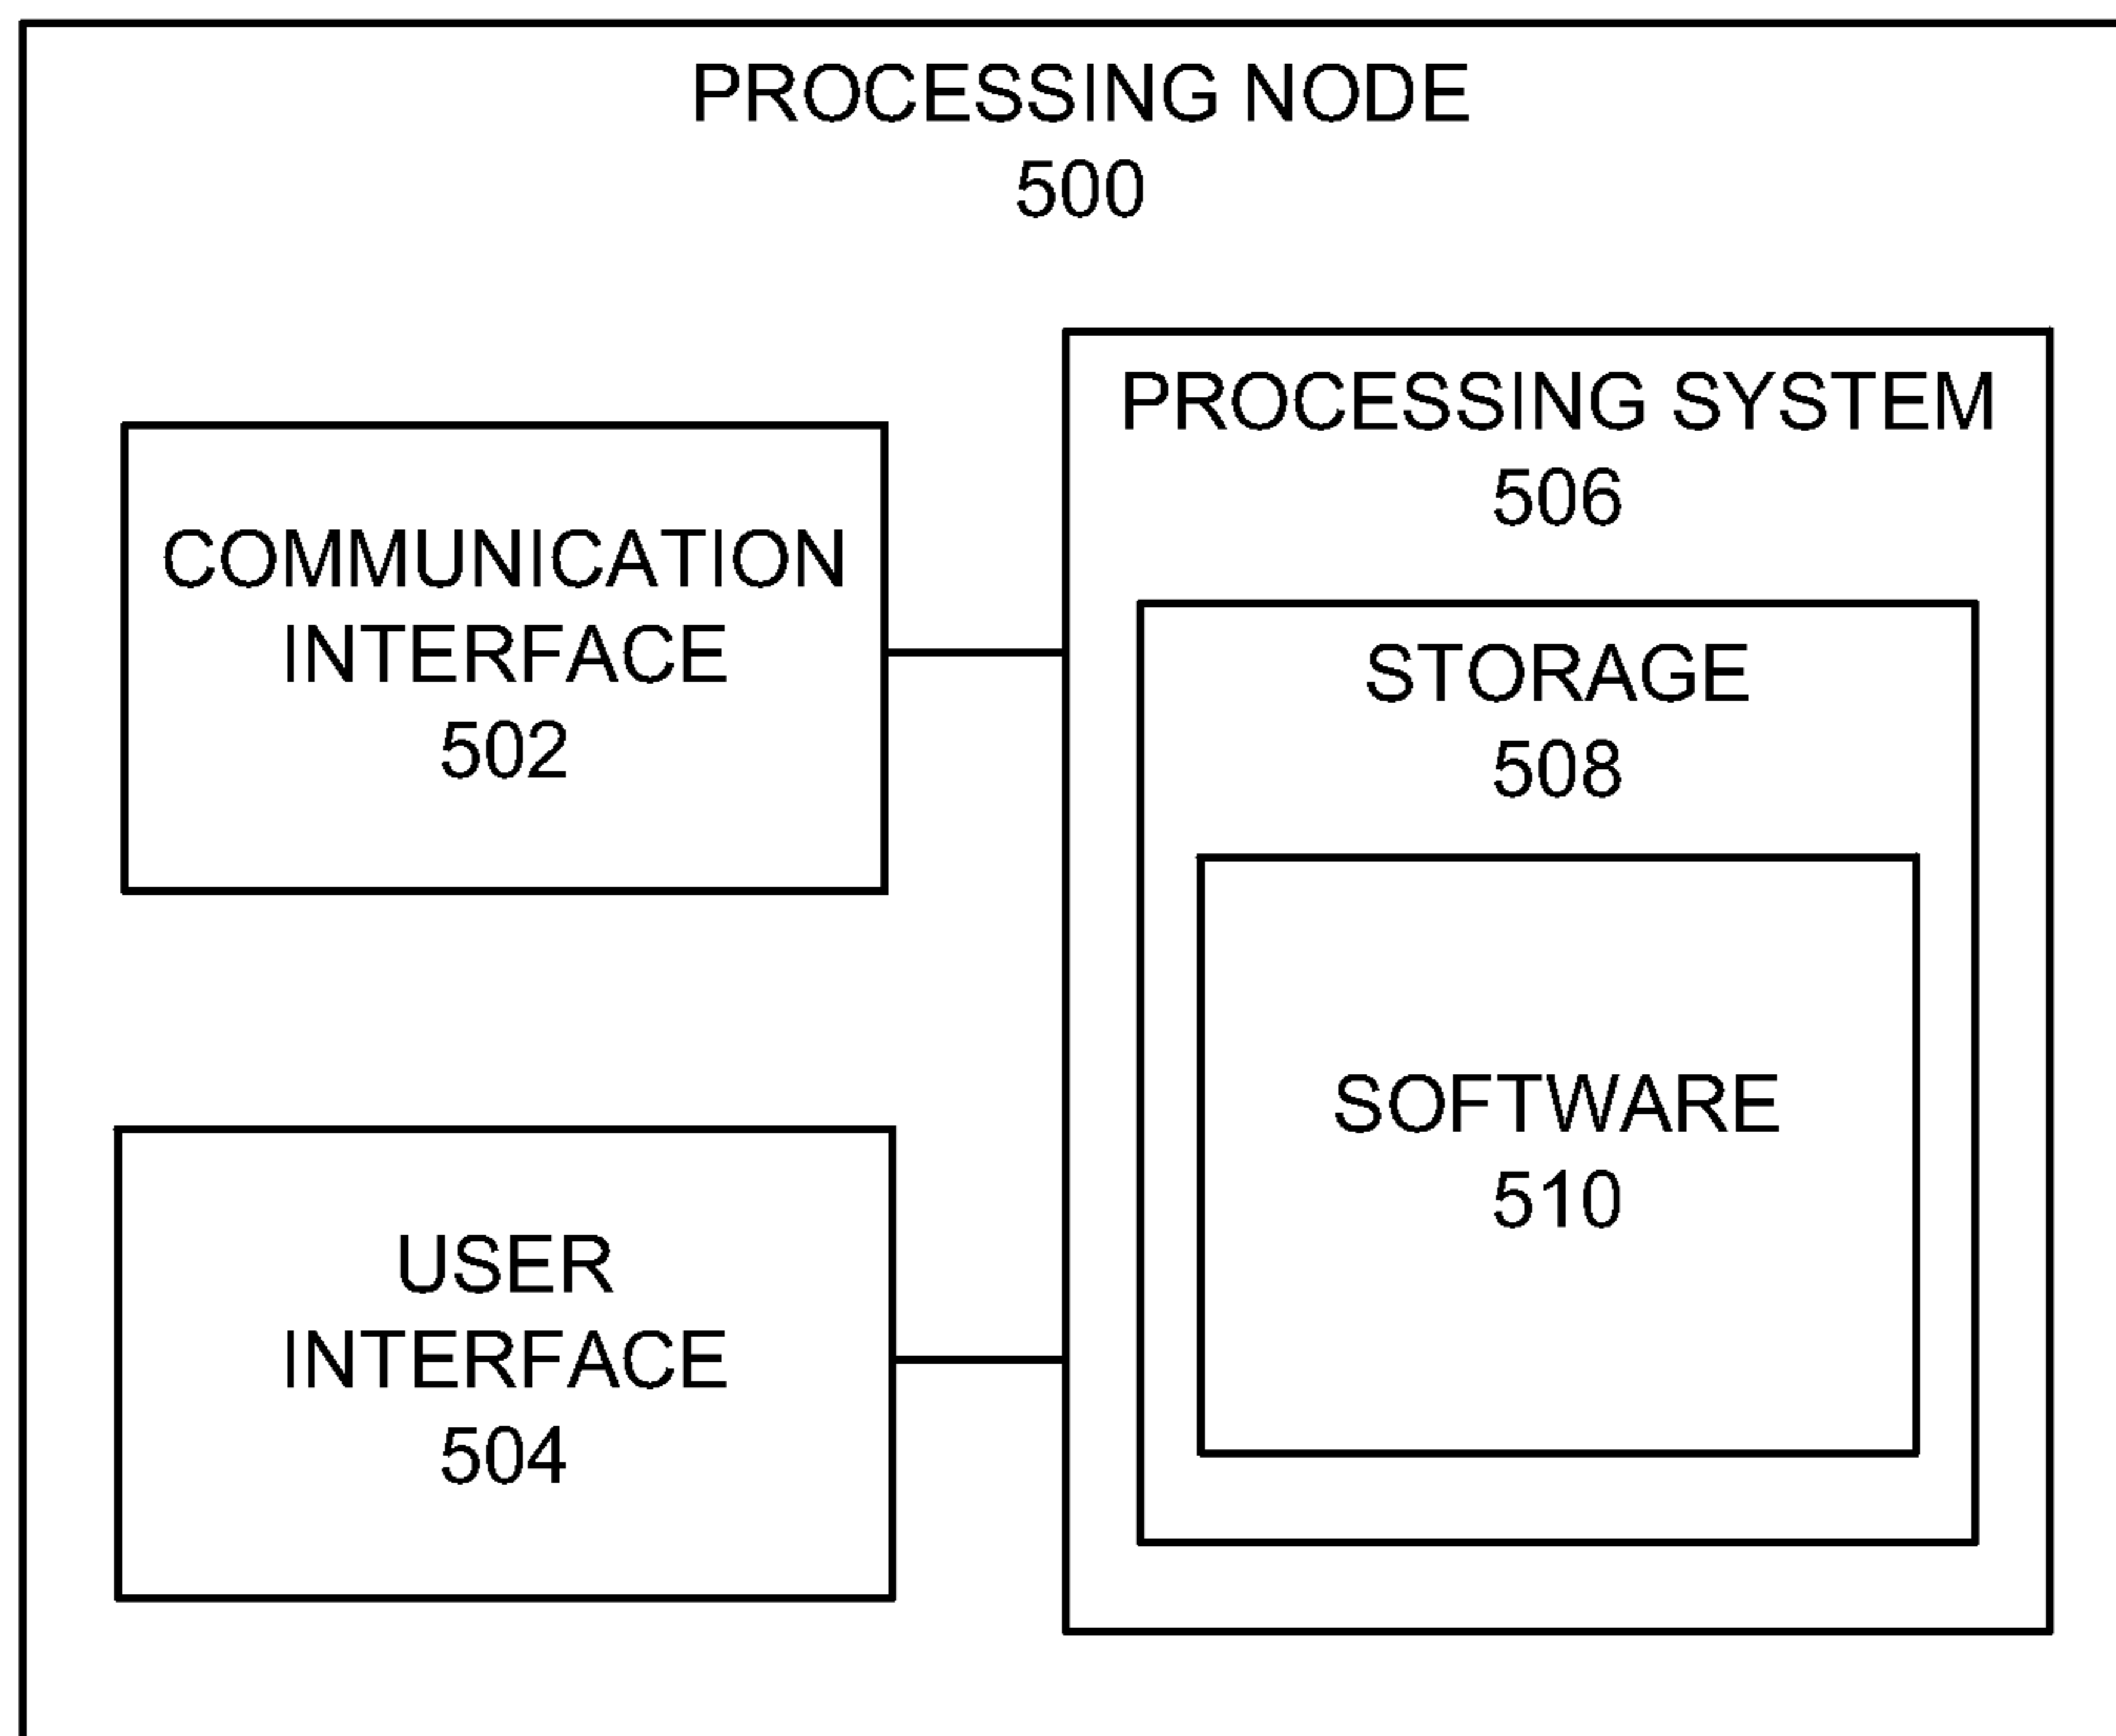 PROCESSING NODE
500
PROCESSING SYSTEM
506
COMMUNICATION
INTERFACE
502
STORAGE
508
SOFTWARE
510
USER
INTERFACE
504